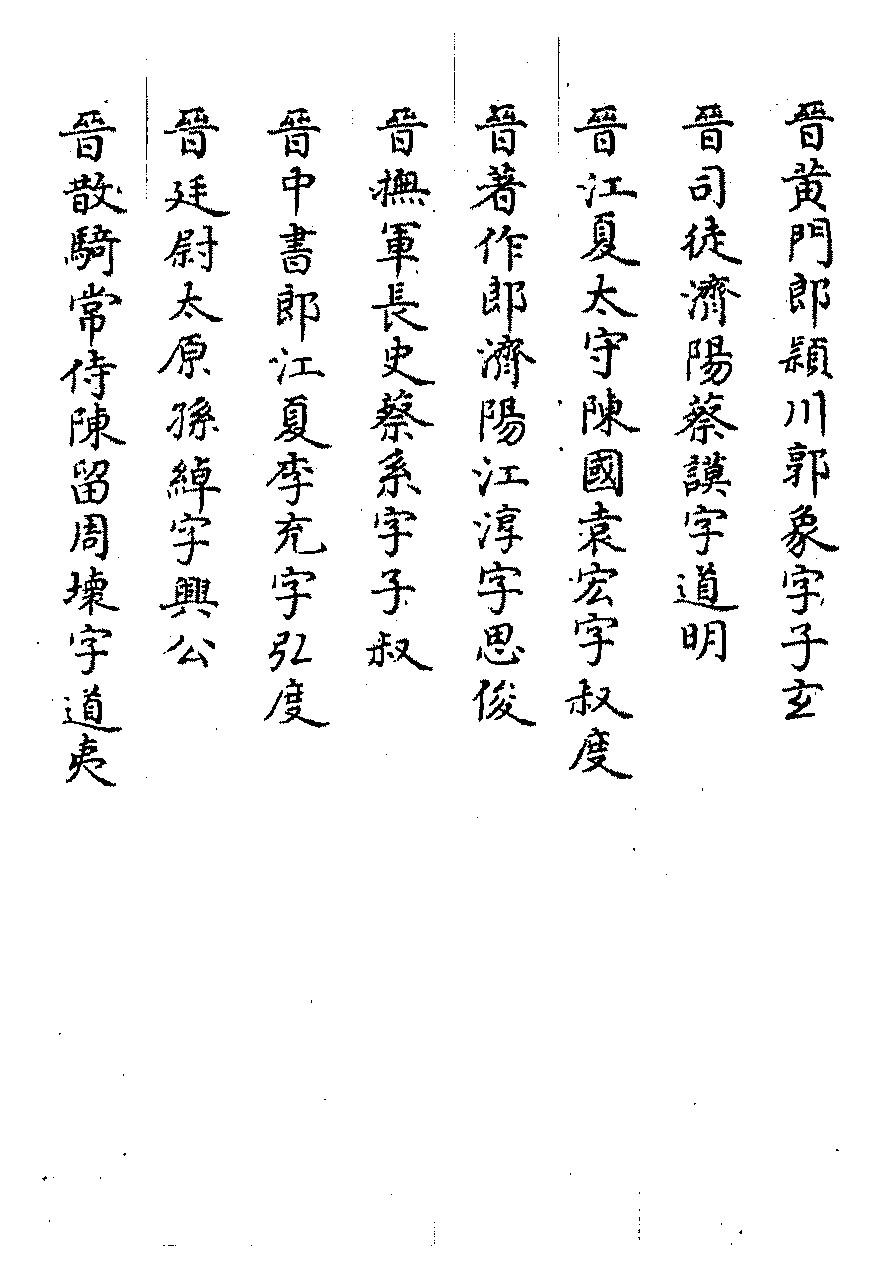 晉黄門郎潁川郭象字子玄
晉司徒濟陽蔡謨字道明
晉江夏太守陳國袁宏字叔度
晉著作郎濟陽江淳字思俊
晉撫軍長史蔡系字子叔
晉中書郎江夏李充字弘度
晉廷尉太原孫綽字興公
晉散騎常侍陳留周壊字道夷